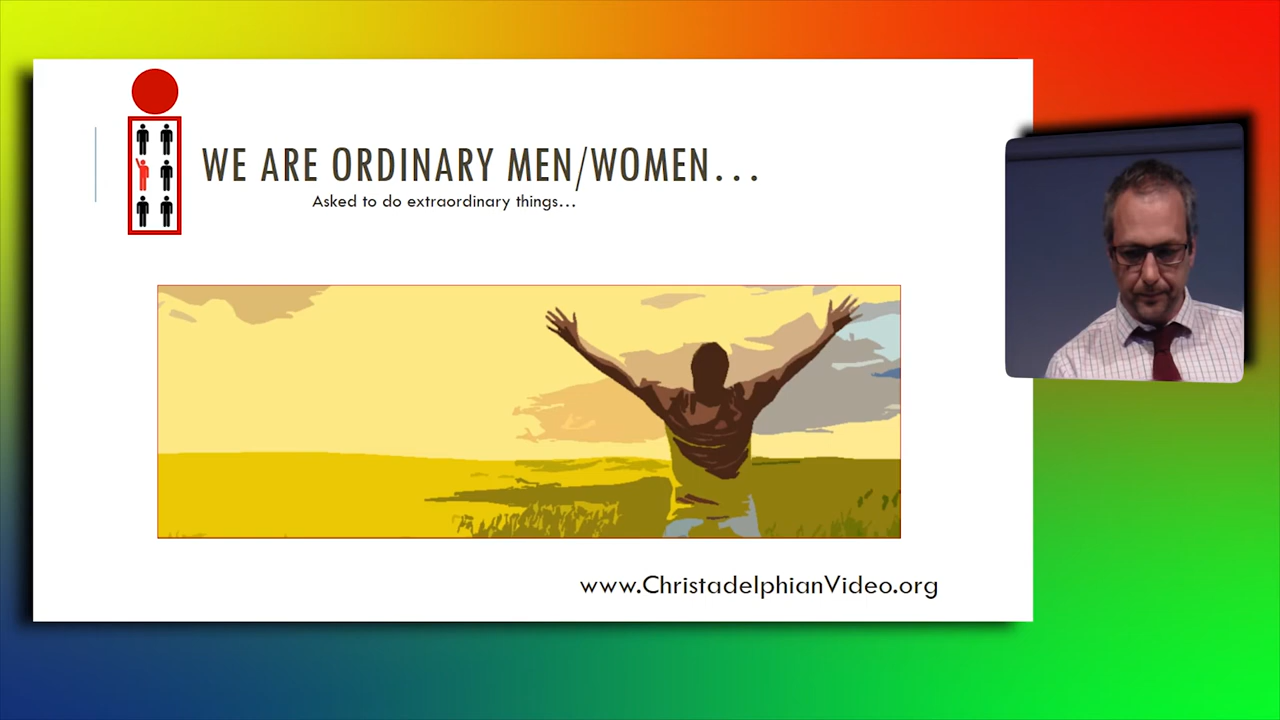 WE ARE ORDINARY MEN/WOMEN...
Asked to do extraordinary things...
www.ChristadelphianVideo.org